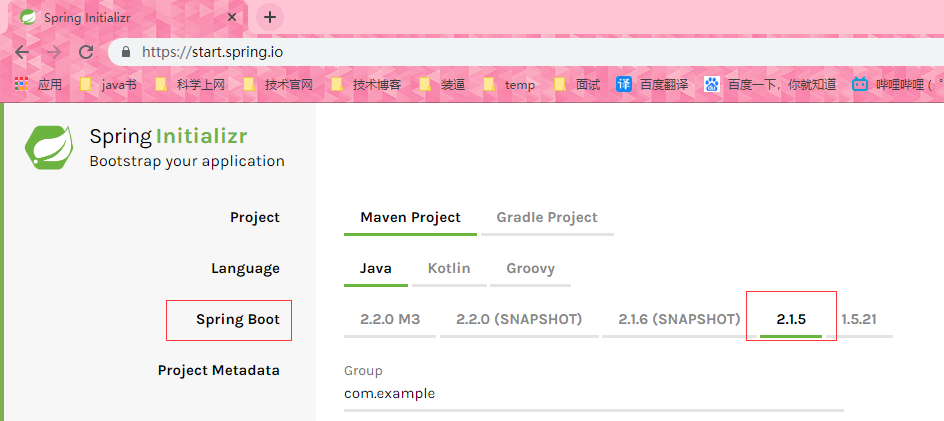 Spring Initializr
https://start.spring.io
应用 java书 科学上网 技术官网 技术博客 装逼 temp 面试 译 百度翻译 百度一下，你就知道 哔哩哔哩 (
Spring Initializr
Bootstrap your application
Project Maven Project Gradle Project
Language Java Kotlin Groovy
Spring Boot 2.2.0 M3 2.2.0 (SNAPSHOT) 2.1.6 (SNAPSHOT) 2.1.5 1.5.21
Project Metadata Group
com.example